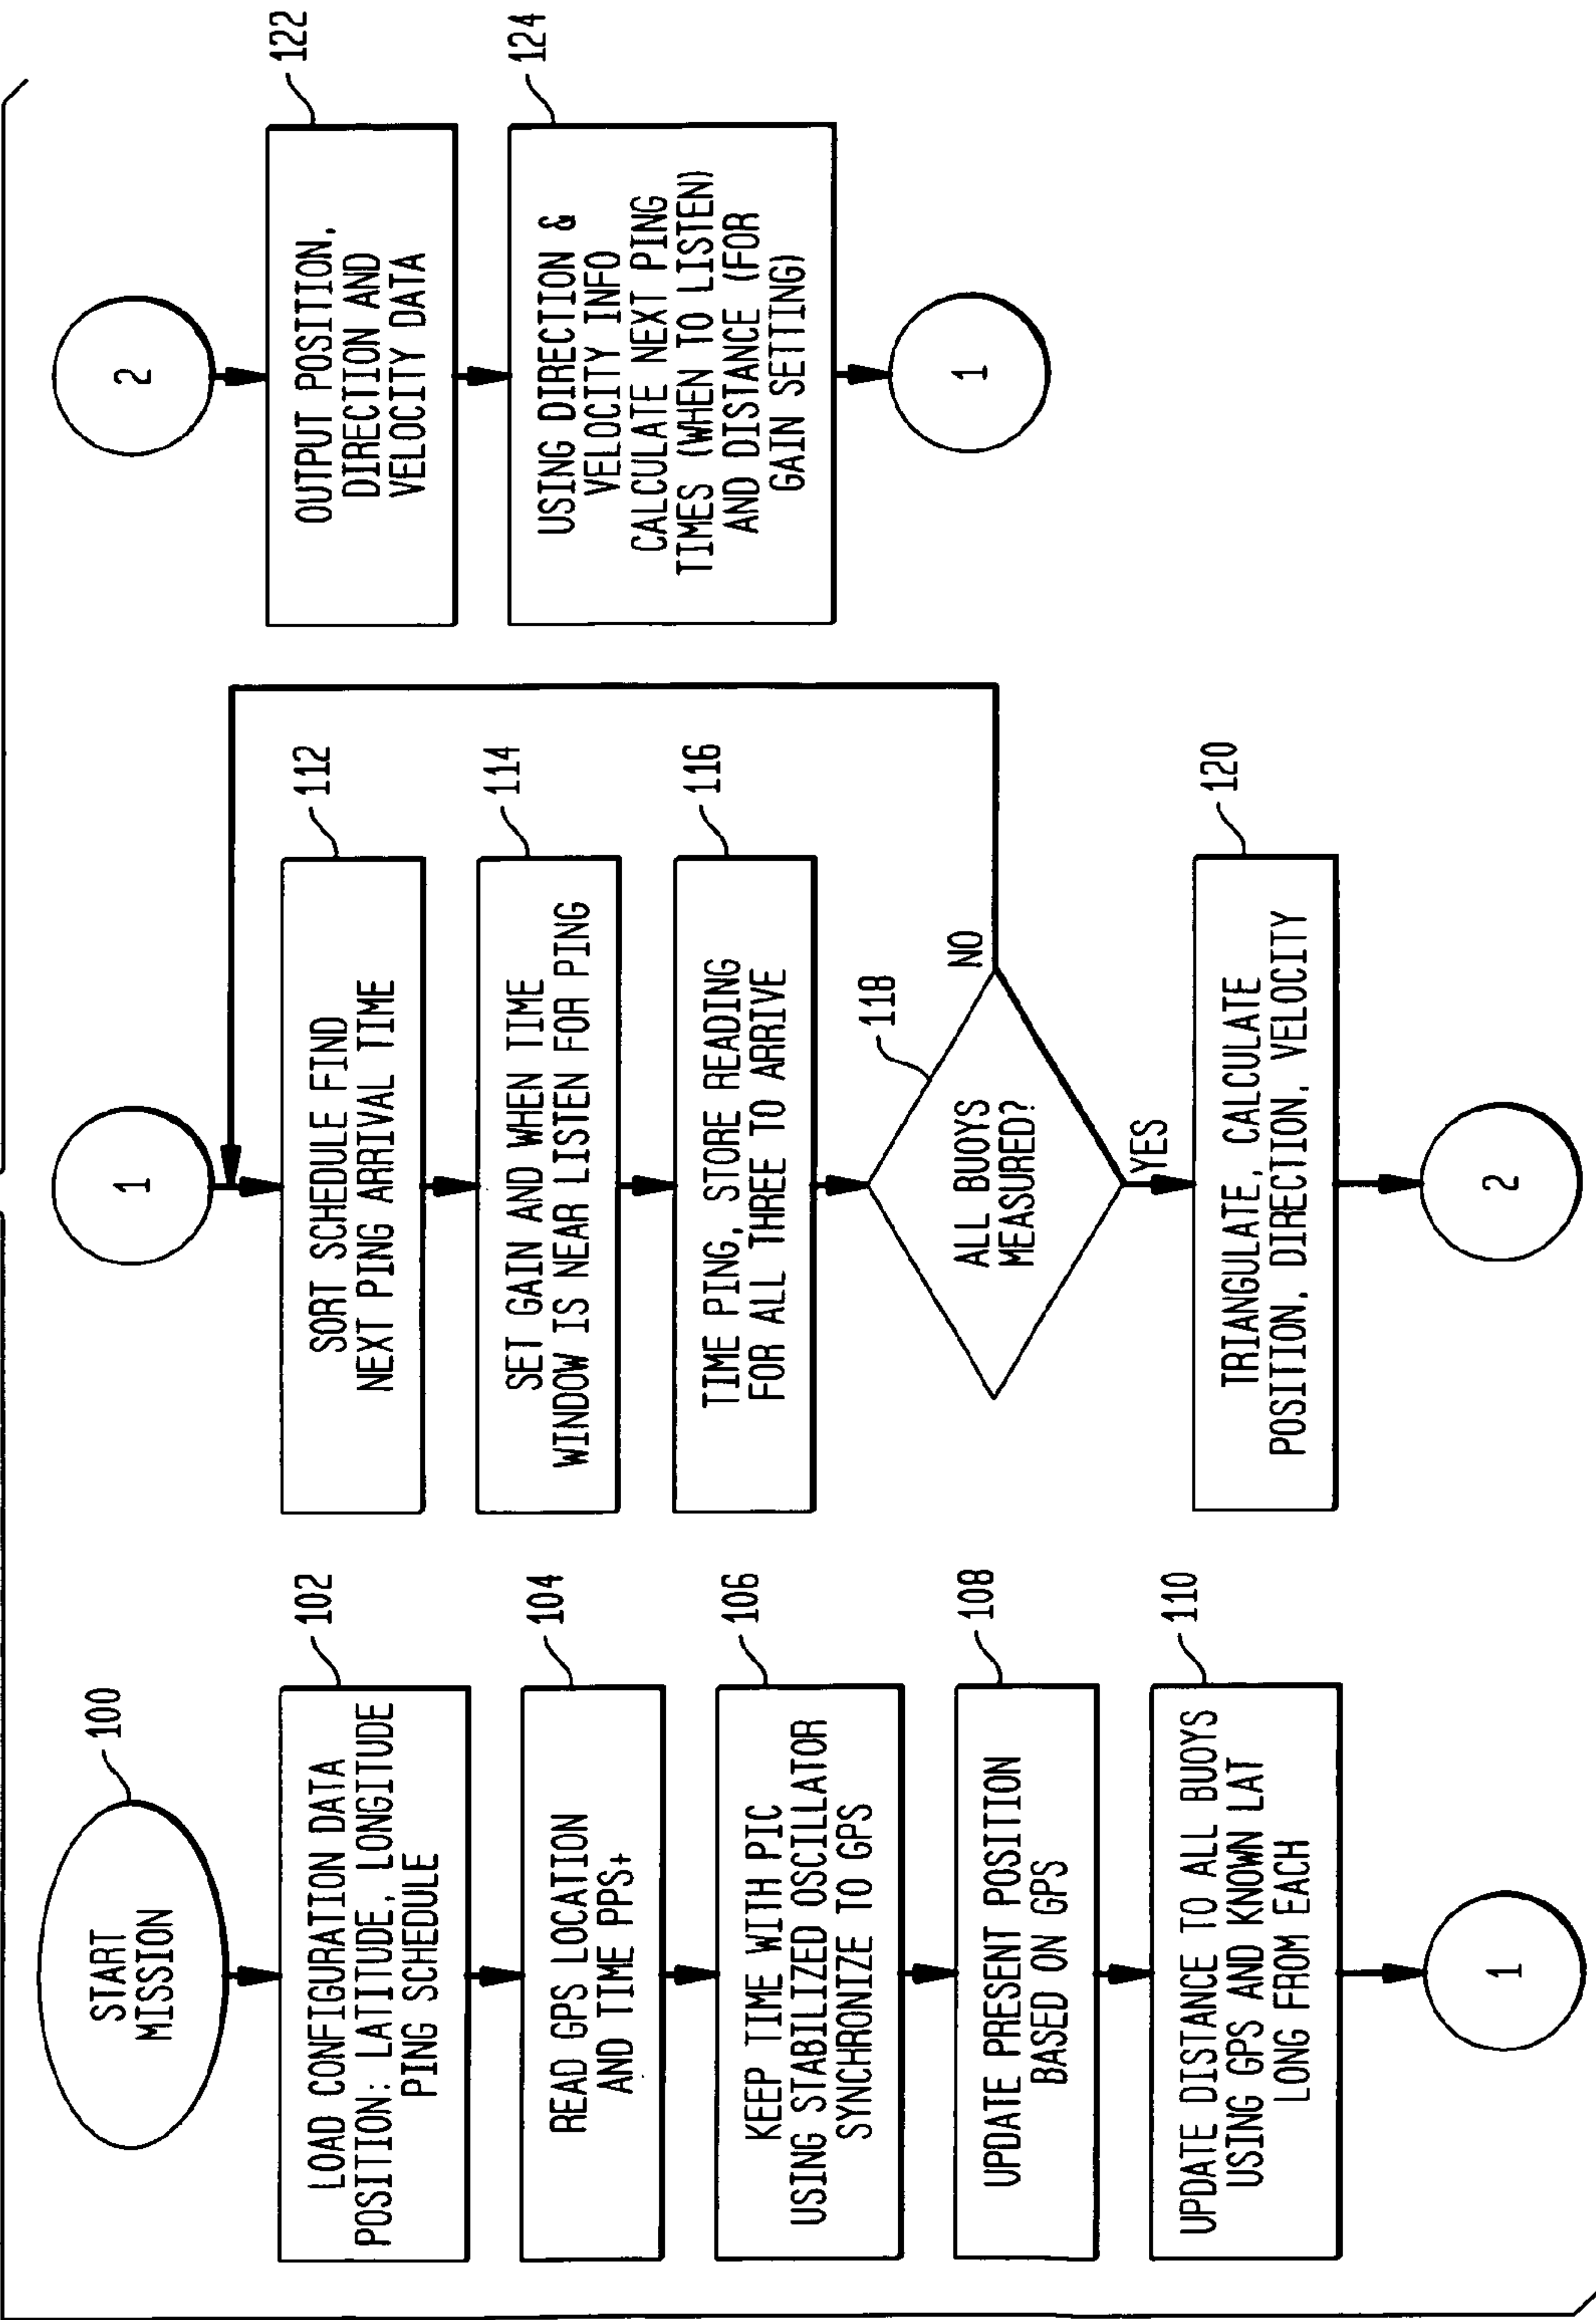 START
MISSION
100
LOAD CONFIGURATION DATA
POSITION: LATITUDE, LONGITUDE
PING SCHEDULE
102
READ GPS LOCATION
AND TIME PPS+
104
KEEP TIME WITH PIC
USING STABILIZED OSCILLATOR
SYNCHRONIZE TO GPS
106
UPDATE PRESENT POSITION
BASED ON GPS
108
UPDATE DISTANCE TO ALL BUOYS
USING GPS AND KNOWN LAT
LONG FROM EACH
110
1
1
SORT SCHEDULE FIND
NEXT PING ARRIVAL TIME
112
SET GAIN AND WHEN TIME
WINDOW IS NEAR LISTEN FOR PING
114
TIME PING, STORE READING
FOR ALL THREE TO ARRIVE
116
ALL BUOYS
MEASURED?
118
NO
YES
TRIANGULATE, CALCULATE
POSITION, DIRECTION, VELOCITY
120
2
2
OUTPUT POSITION,
DIRECTION AND
VELOCITY DATA
122
USING DIRECTION &
VELOCITY INFO
CALCULATE NEXT PING
TIMES (WHEN TO LISTEN)
AND DISTANCE (FOR
GAIN SETTING)
124
1